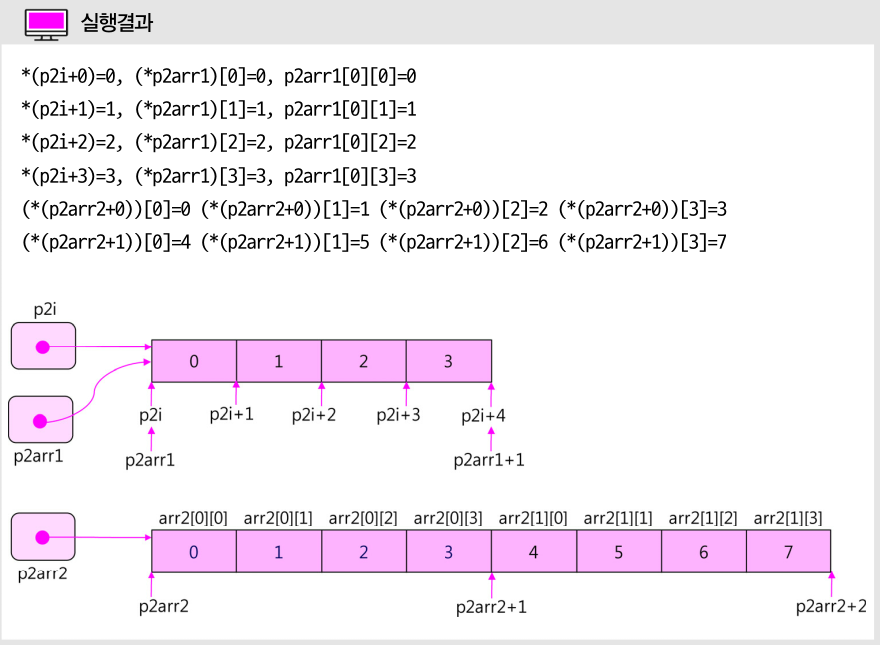 실행결과
*(p2i+0)=0, (*p2arr1)[0]=0, p2arr1[0][0]=0
*(p2i+1)=1, (*p2arr1)[1]=1, p2arr1[0][1]=1
*(p2i+2)=2, (*p2arr1)[2]=2, p2arr1[0][2]=2
*(p2i+3)=3, (*p2arr1)[3]=3, p2arr1[0][3]=3
(*(p2arr2+0))[0]=0 (*(p2arr2+0))[1]=1 (*(p2arr2+0))[2]=2 (*(p2arr2+0))[3]=3
(*(p2arr2+1))[0]=4 (*(p2arr2+1))[1]=5 (*(p2arr2+1))[2]=6 (*(p2arr2+1))[3]=7
p2i
0 1 2 3
p2i p2i+1 p2i+2 p2i+3 p2i+4
p2arr1 p2arr1 p2arr1+1
arr2[0][0] arr2[0][1] arr2[0][2] arr2[0][3] arr2[1][0] arr2[1][1] arr2[1][2] arr2[1][3]
0 1 2 3 4 5 6 7
p2arr2
p2arr2 p2arr2+1 p2arr2+2